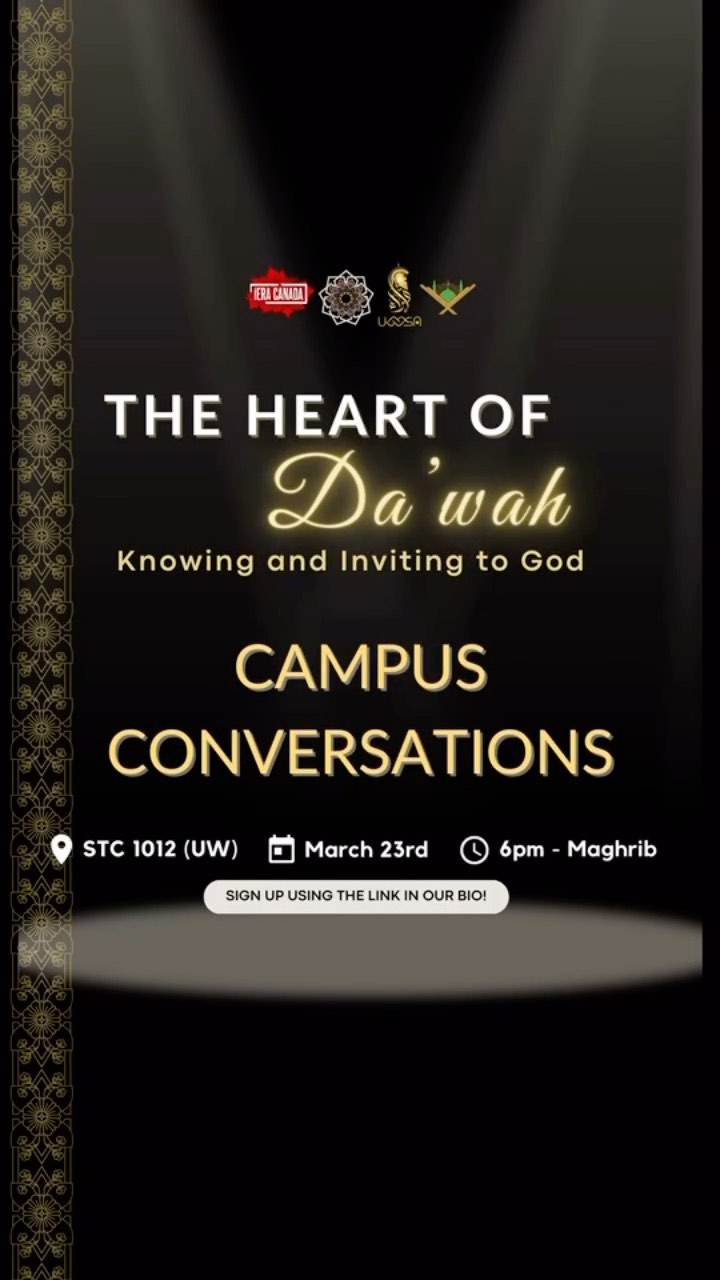 IERA CANADA
THE HEART OF
Da'wah
Knowing and Inviting to God
CAMPUS
CONVERSATIONS
STC 1012 (UW) March 23rd 6pm - Maghrib
SIGN UP USING THE LINK IN OUR BIO!